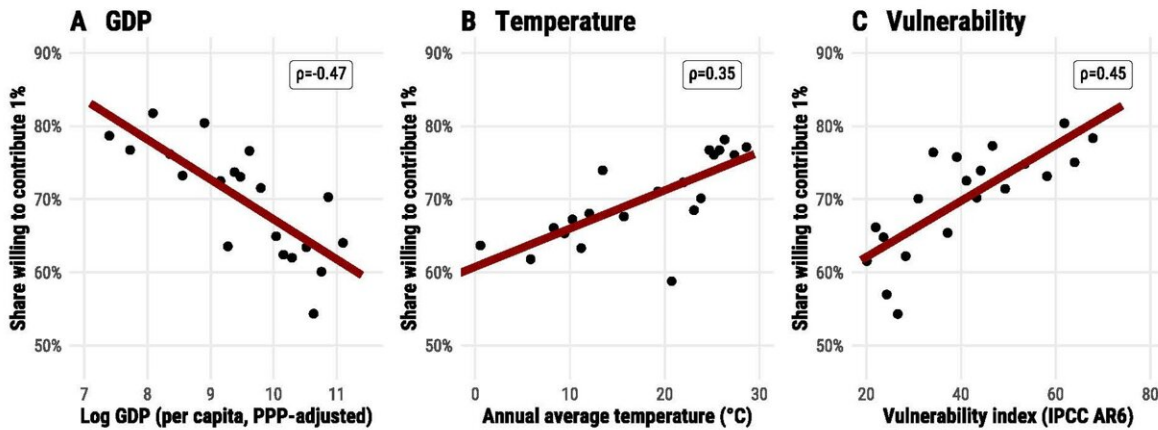 A GDP
Share willing to contribute 1%
90%
80%
70%
60%
50%
ρ=-0.47
7 8 9 10 11
Log GDP (per capita, PPP-adjusted)
B Temperature
Share willing to contribute 1%
90%
80%
70%
60%
50%
ρ=0.35
0 10 20 30
Annual average temperature (°C)
C Vulnerability
Share willing to contribute 1%
90%
80%
70%
60%
50%
ρ=0.45
20 40 60 80
Vulnerability index (IPCC AR6)